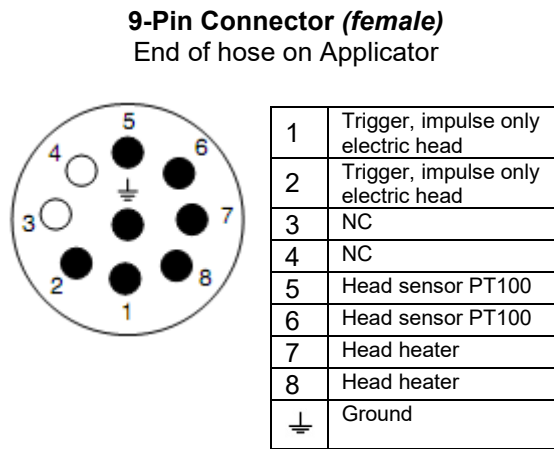 9-Pin Connector (female)
End of hose on Applicator
5
4
6
3
7
2
8
1
1 Trigger, impulse only
electric head
2 Trigger, impulse only
electric head
3 NC
4 NC
5 Head sensor PT100
6 Head sensor PT100
7 Head heater
8 Head heater
⏚ Ground